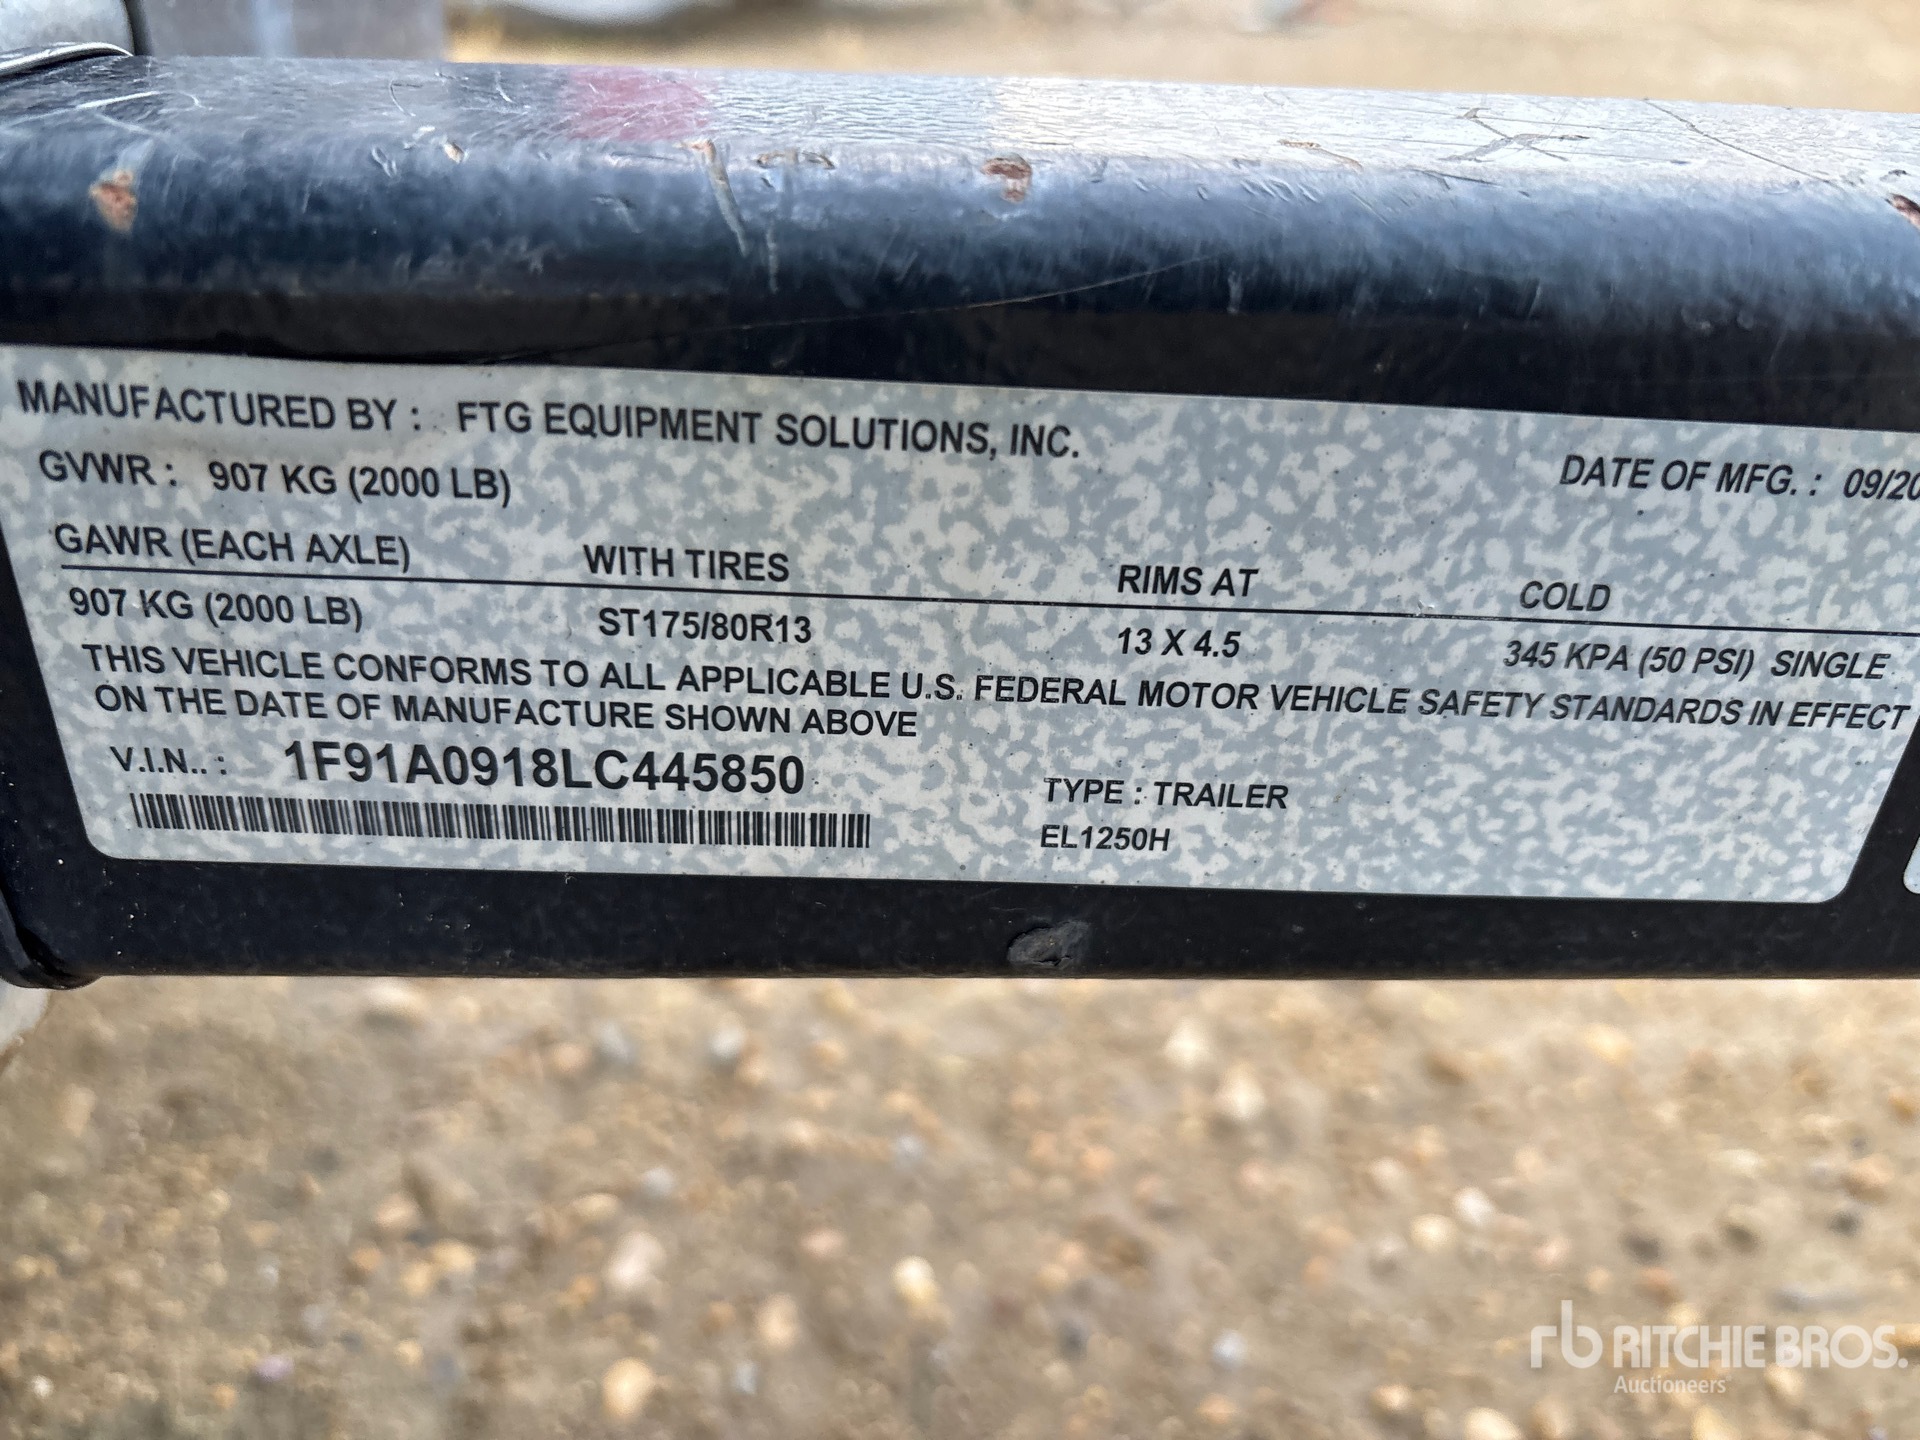 MANUFACTURED BY : FTG EQUIPMENT SOLUTIONS, INC.
GVWR : 907 KG (2000 LB)
DATE OF MFG. : 09/20
GAWR (EACH AXLE) WITH TIRES RIMS AT COLD
907 KG (2000 LB) ST175/80R13 13 X 4.5 345 KPA (50 PSI) SINGLE
THIS VEHICLE CONFORMS TO ALL APPLICABLE U.S. FEDERAL MOTOR VEHICLE SAFETY STANDARDS IN EFFECT
ON THE DATE OF MANUFACTURE SHOWN ABOVE
V.I.N.. : 1F91A0918LC445850
TYPE : TRAILER
EL1250H
rb RITCHIE BROS.
Auctioneers